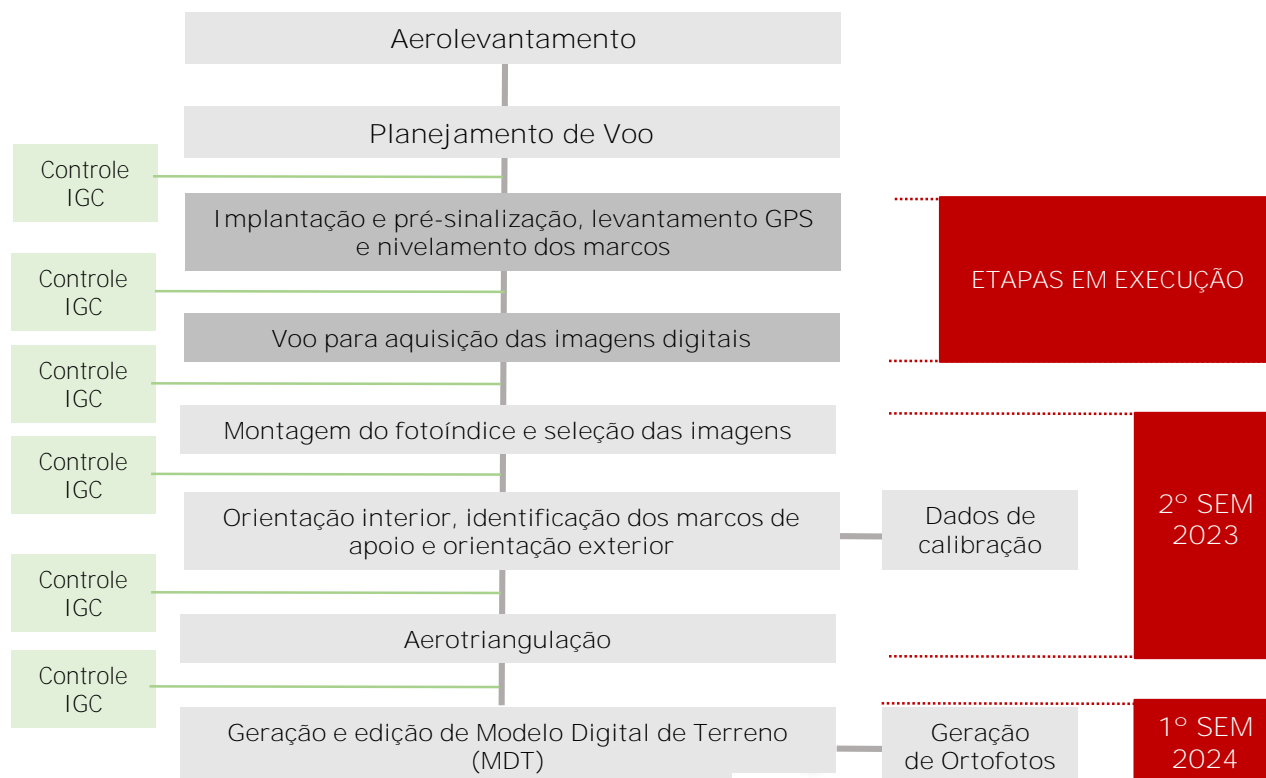 Aerolevantamento
Planejamento de Voo
Controle
IGC
Implantação e pré-sinalização, levantamento GPS
e nivelamento dos marcos
ETAPAS EM EXECUÇÃO
Controle
IGC
Voo para aquisição das imagens digitais
Controle
IGC
Montagem do fotoíndice e seleção das imagens
Controle
IGC
Orientação interior, identificação dos marcos de
apoio e orientação exterior
Dados de
calibração
2º SEM
2023
Controle
IGC
Aerotriangulação
Controle
IGC
Geração e edição de Modelo Digital de Terreno
(MDT)
Geração
de Ortofotos
1º SEM
2024